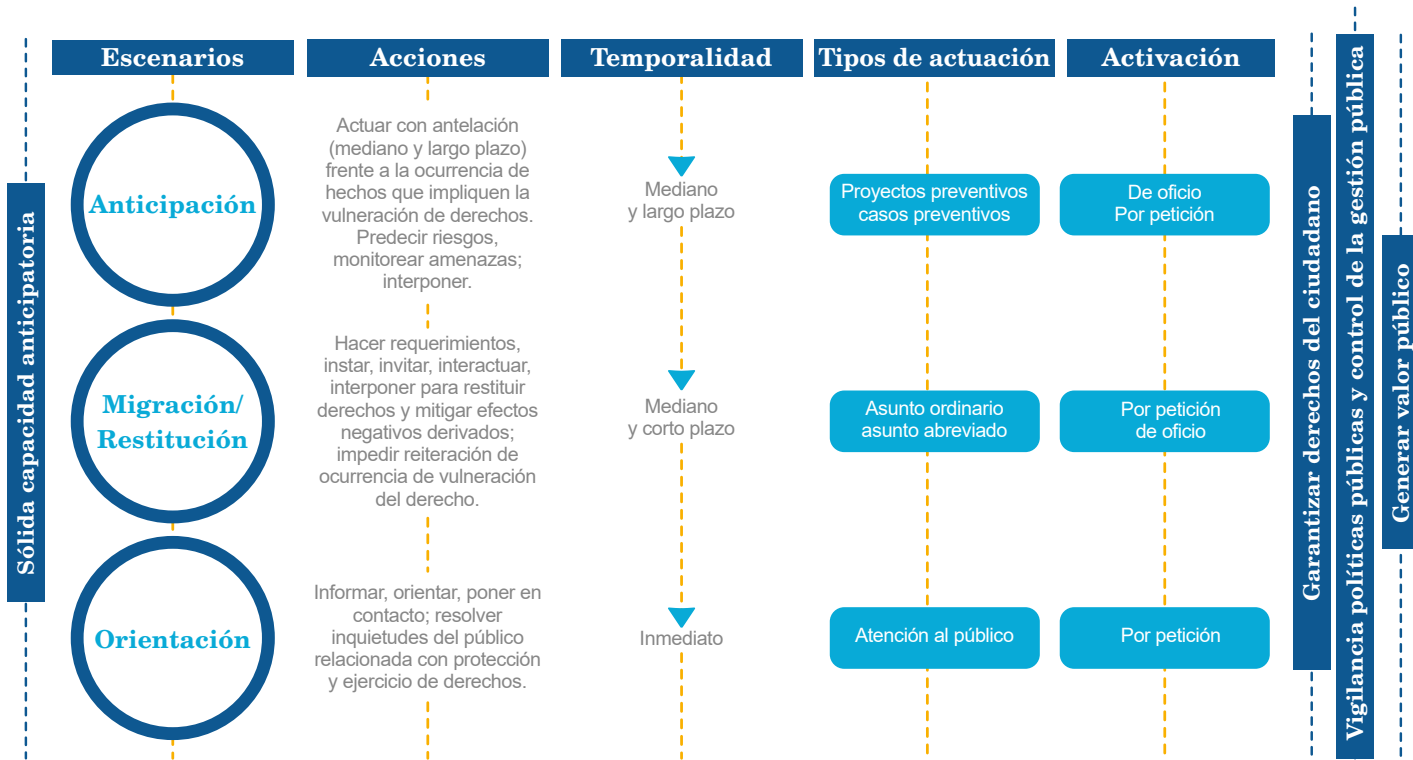 Sólida capacidad anticipatoria
Escenarios
Acciones
Temporalidad
Tipos de actuación
Activación
Anticipación
Actuar con antelación
(mediano y largo plazo)
frente a la ocurrencia de
hechos que impliquen la
vulneración de derechos.
Predecir riesgos,
monitorear amenazas;
interponer.
Mediano
y largo plazo
Proyectos preventivos
casos preventivos
De oficio
Por petición
Migración/
Restitución
Hacer requerimientos,
instar, invitar, interactuar,
interponer para restituir
derechos y mitigar efectos
negativos derivados;
impedir reiteración de
ocurrencia de vulneración
del derecho.
Mediano
y corto plazo
Asunto ordinario
asunto abreviado
Por petición
de oficio
Orientación
Informar, orientar, poner en
contacto; resolver
inquietudes del público
relacionada con protección
y ejercicio de derechos.
Inmediato
Atención al público
Por petición
Garantizar derechos del ciudadano
Vigilancia políticas públicas y control de la gestión pública
Generar valor público